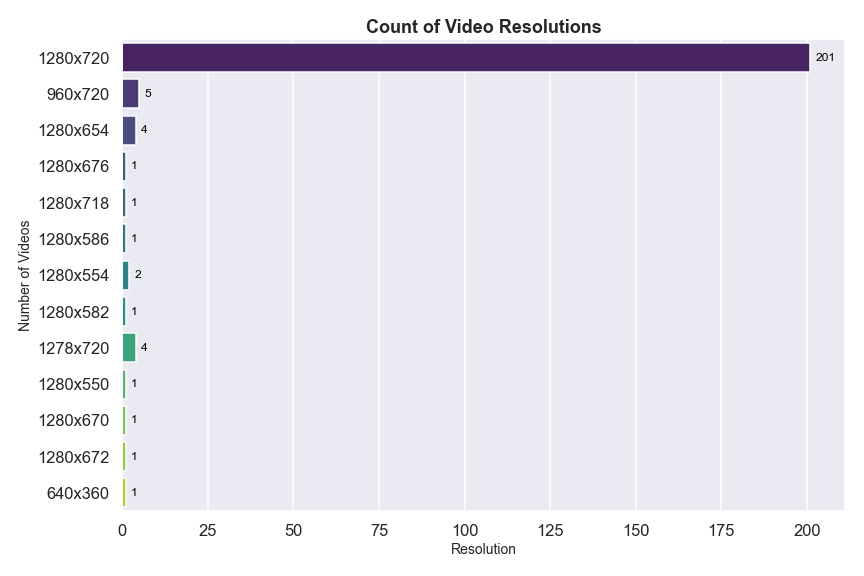 Count of Video Resolutions
Number of Videos
1280x720 201
960x720 5
1280x654 4
1280x676 1
1280x718 1
1280x586 1
1280x554 2
1280x582 1
1278x720 4
1280x550 1
1280x670 1
1280x672 1
640x360 1
0 25 50 75 100 125 150 175 200
Resolution